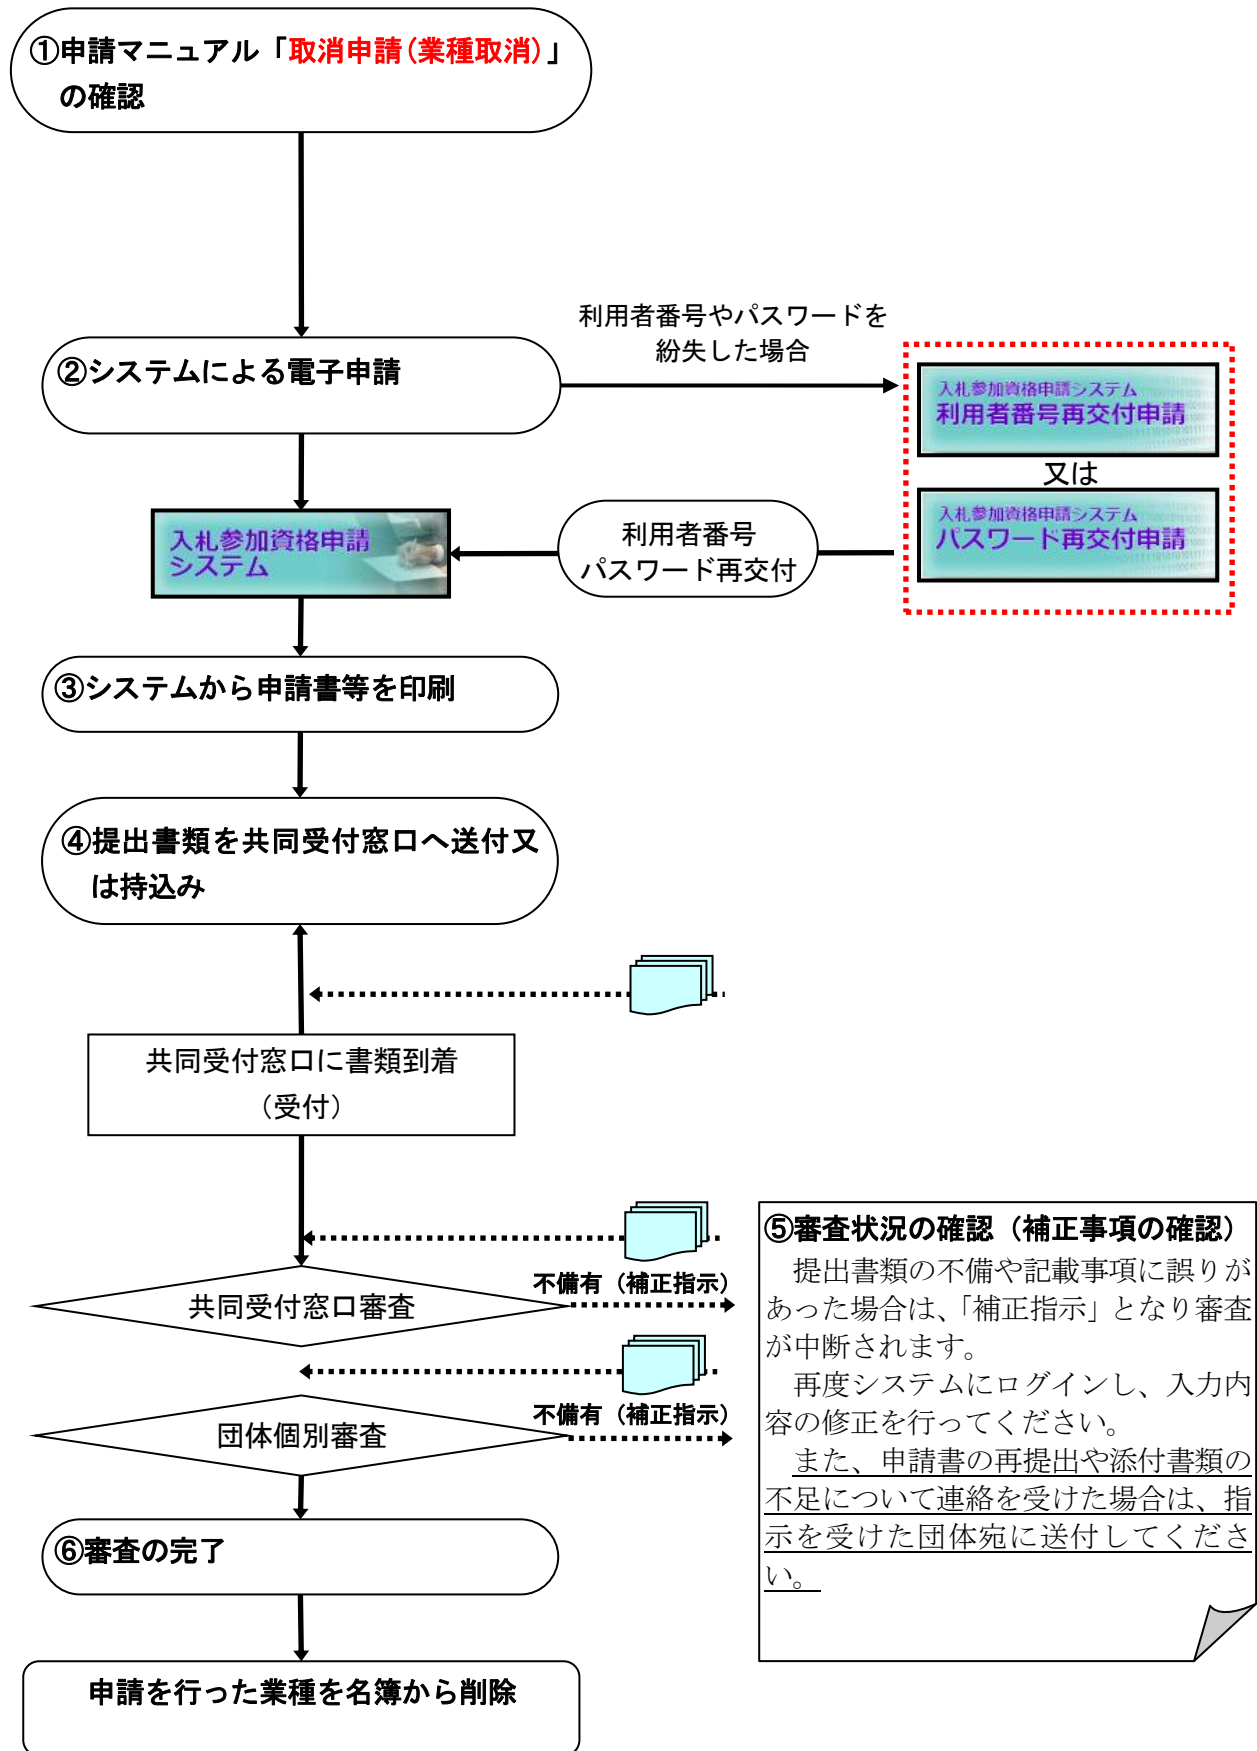 ①申請マニュアル「取消申請(業種取消)」
の確認
利用者番号やパスワードを
紛失した場合
②システムによる電子申請
入札参加資格申請システム
利用者番号再交付申請
又は
入札参加資格申請システム
パスワード再交付申請
利用者番号
パスワード再交付
入札参加資格申請
システム
③システムから申請書等を印刷
④提出書類を共同受付窓口へ送付又
は持込み
共同受付窓口に書類到着
（受付）
共同受付窓口審査
不備有（補正指示）
団体個別審査
不備有（補正指示）
⑤審査状況の確認（補正事項の確認）
提出書類の不備や記載事項に誤りが
あった場合は、「補正指示」となり審査
が中断されます。
再度システムにログインし、入力内
容の修正を行ってください。
また、申請書の再提出や添付書類の
不足について連絡を受けた場合は、指
示を受けた団体宛に送付してくださ
い。
⑥審査の完了
申請を行った業種を名簿から削除